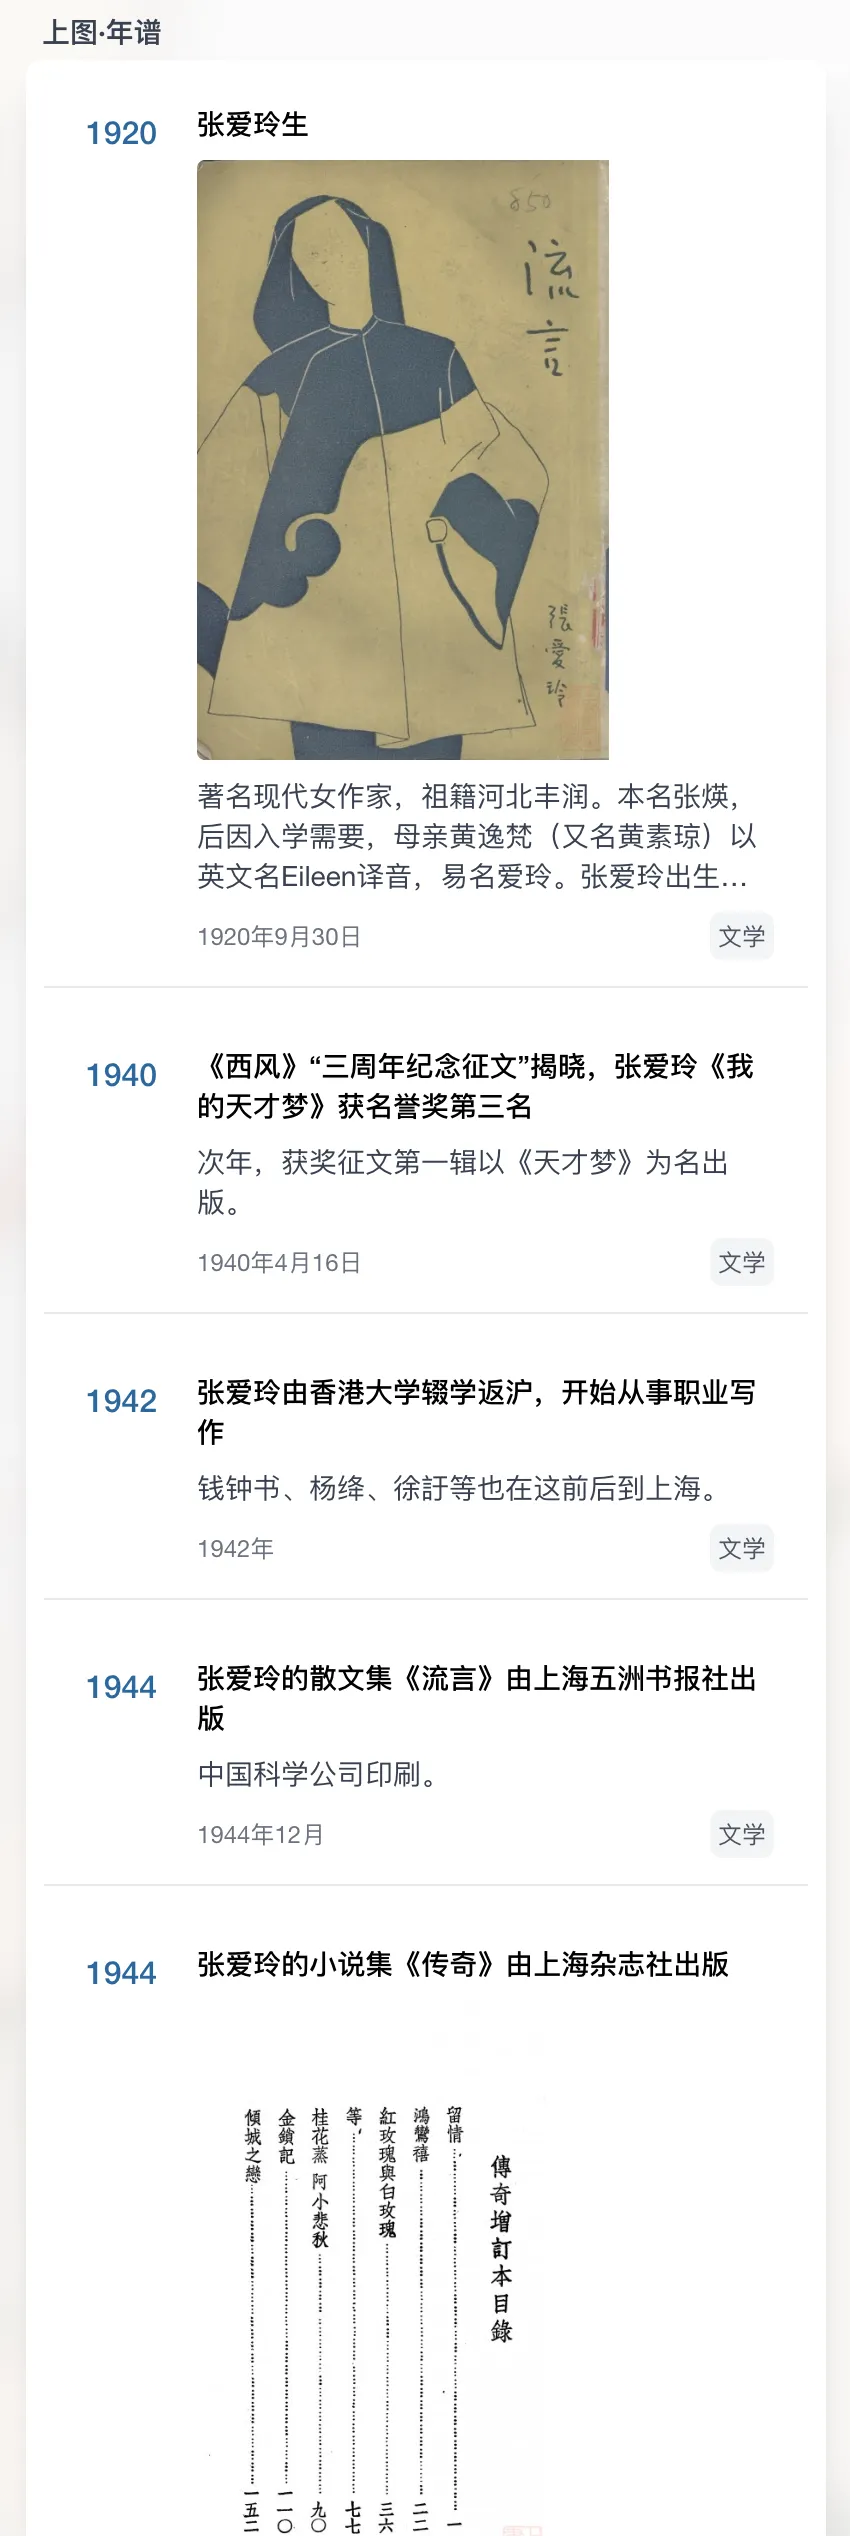 上图·年谱
1920
张爱玲生
850
流言
張愛玲
著名现代女作家，祖籍河北丰润。本名张煐，
后因入学需要，母亲黄逸梵（又名黄素琼）以
英文名Eileen译音，易名爱玲。张爱玲出生...
1920年9月30日
文学
1940
《西风》“三周年纪念征文”揭晓，张爱玲《我
的天才梦》获名誉奖第三名
次年，获奖征文第一辑以《天才梦》为名出
版。
1940年4月16日
文学
1942
张爱玲由香港大学辍学返沪，开始从事职业写
作
钱钟书、杨绛、徐訏等也在这前后到上海。
1942年
文学
1944
张爱玲的散文集《流言》由上海五洲书报社出
版
中国科学公司印刷。
1944年12月
文学
1944
张爱玲的小说集《传奇》由上海杂志社出版
傳奇增訂本目錄
留情 一
鴻鸞禧 二二
紅玫瑰與白玫瑰 三六
等 七七
桂花蒸 阿小悲秋 九〇
金鎖記 一一〇
傾城之戀 一五二